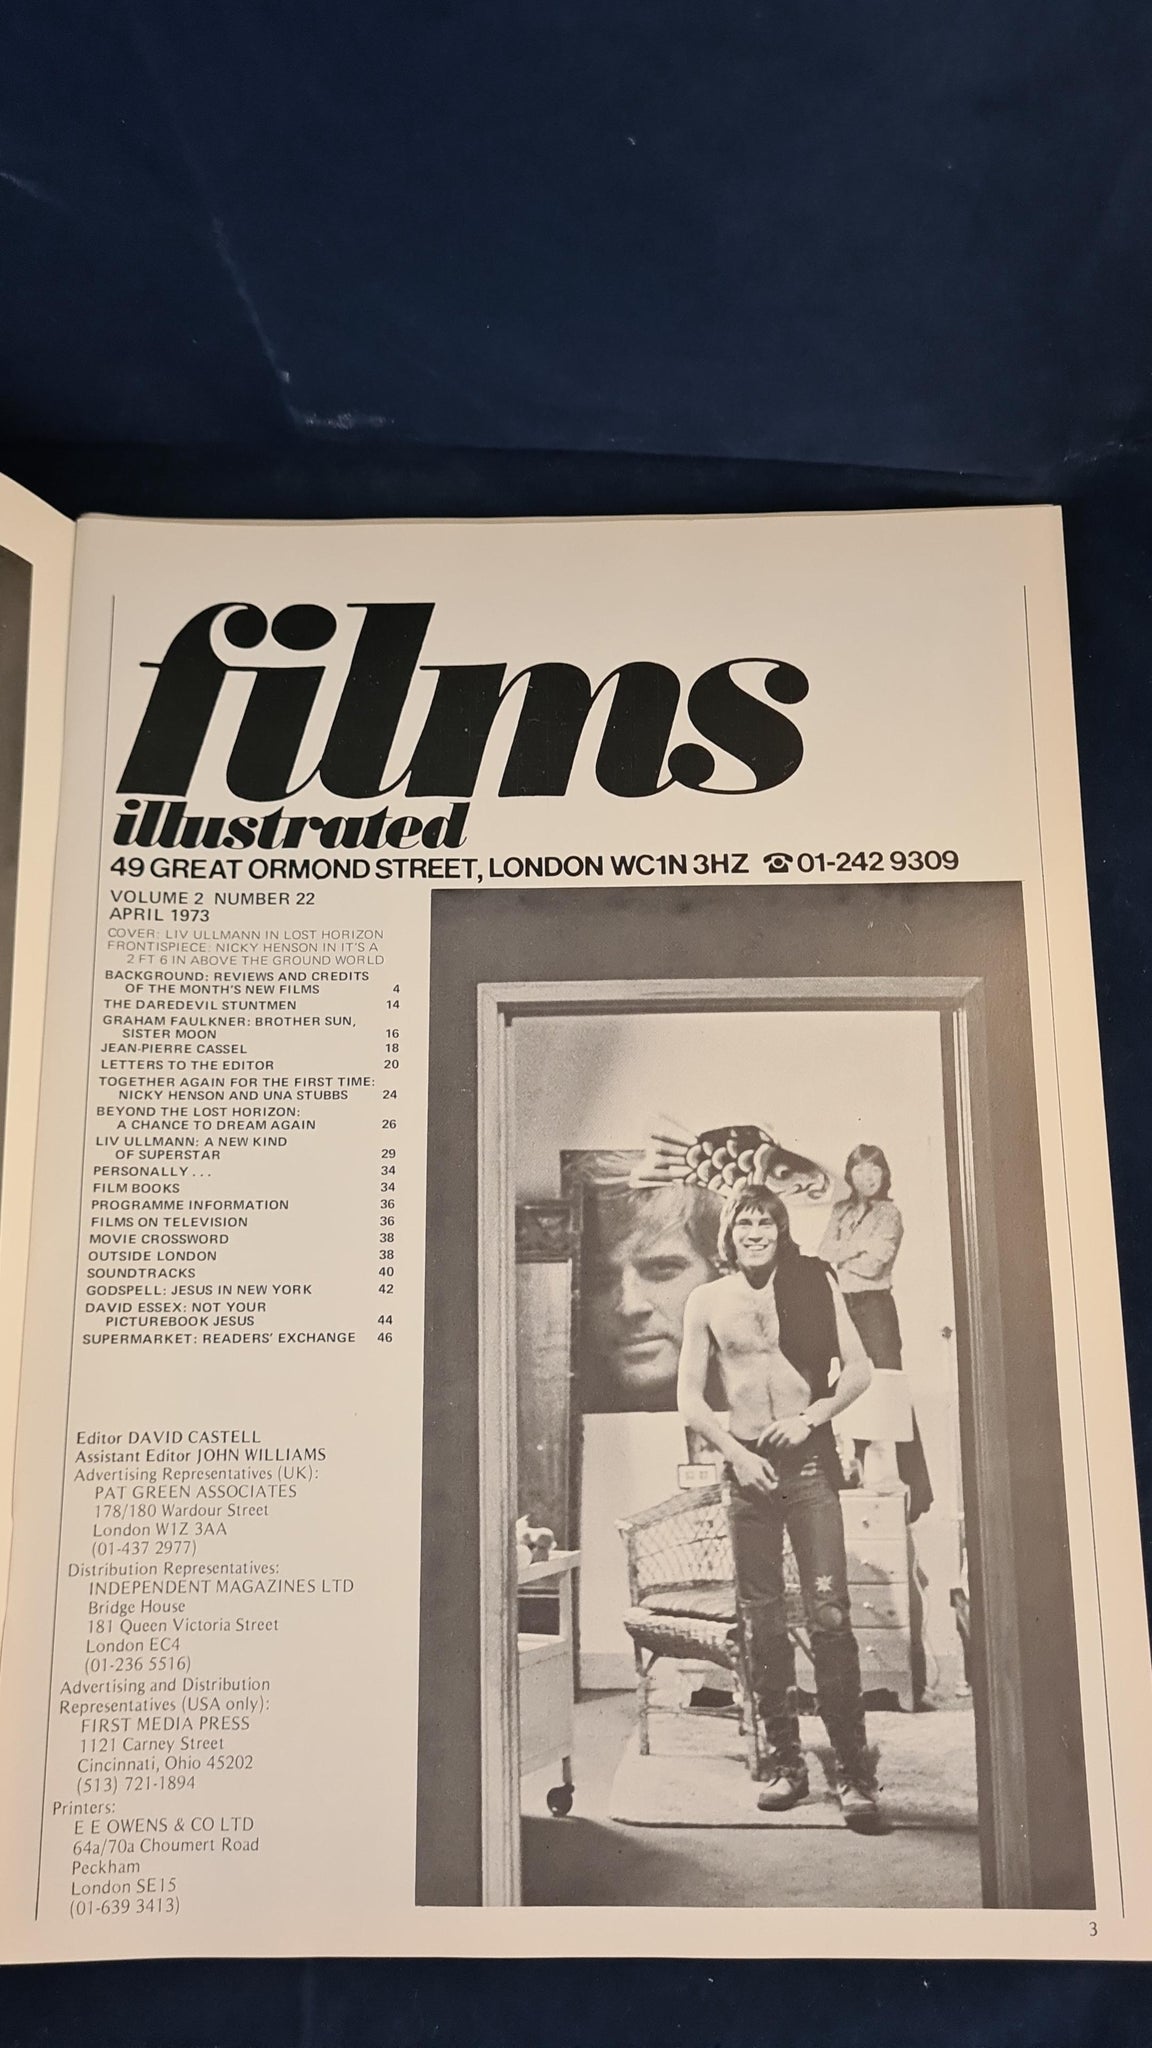 films
illustrated
49 GREAT ORMOND STREET, LONDON WC1N 3HZ ☎ 01-242 9309
VOLUME 2 NUMBER 22
APRIL 1973
COVER: LIV ULLMANN IN LOST HORIZON
FRONTISPIECE: NICKY HENSON IN IT'S A
2 FT 6 IN ABOVE THE GROUND WORLD
BACKGROUND: REVIEWS AND CREDITS
OF THE MONTH'S NEW FILMS 4
THE DAREDEVIL STUNTMEN 14
GRAHAM FAULKNER: BROTHER SUN,
SISTER MOON 16
JEAN-PIERRE CASSEL 18
LETTERS TO THE EDITOR 20
TOGETHER AGAIN FOR THE FIRST TIME:
NICKY HENSON AND UNA STUBBS 24
BEYOND THE LOST HORIZON:
A CHANCE TO DREAM AGAIN 26
LIV ULLMANN: A NEW KIND
OF SUPERSTAR 29
PERSONALLY . . . 34
FILM BOOKS 34
PROGRAMME INFORMATION 36
FILMS ON TELEVISION 36
MOVIE CROSSWORD 38
OUTSIDE LONDON 38
SOUNDTRACKS 40
GODSPELL: JESUS IN NEW YORK 42
DAVID ESSEX: NOT YOUR
PICTUREBOOK JESUS 44
SUPERMARKET: READERS' EXCHANGE 46
Editor DAVID CASTELL
Assistant Editor JOHN WILLIAMS
Advertising Representatives (UK):
PAT GREEN ASSOCIATES
178/180 Wardour Street
London W1Z 3AA
(01-437 2977)
Distribution Representatives:
INDEPENDENT MAGAZINES LTD
Bridge House
181 Queen Victoria Street
London EC4
(01-236 5516)
Advertising and Distribution
Representatives (USA only):
FIRST MEDIA PRESS
1121 Carney Street
Cincinnati, Ohio 45202
(513) 721-1894
Printers:
E E OWENS & CO LTD
64a/70a Choumert Road
Peckham
London SE15
(01-639 3413)
3